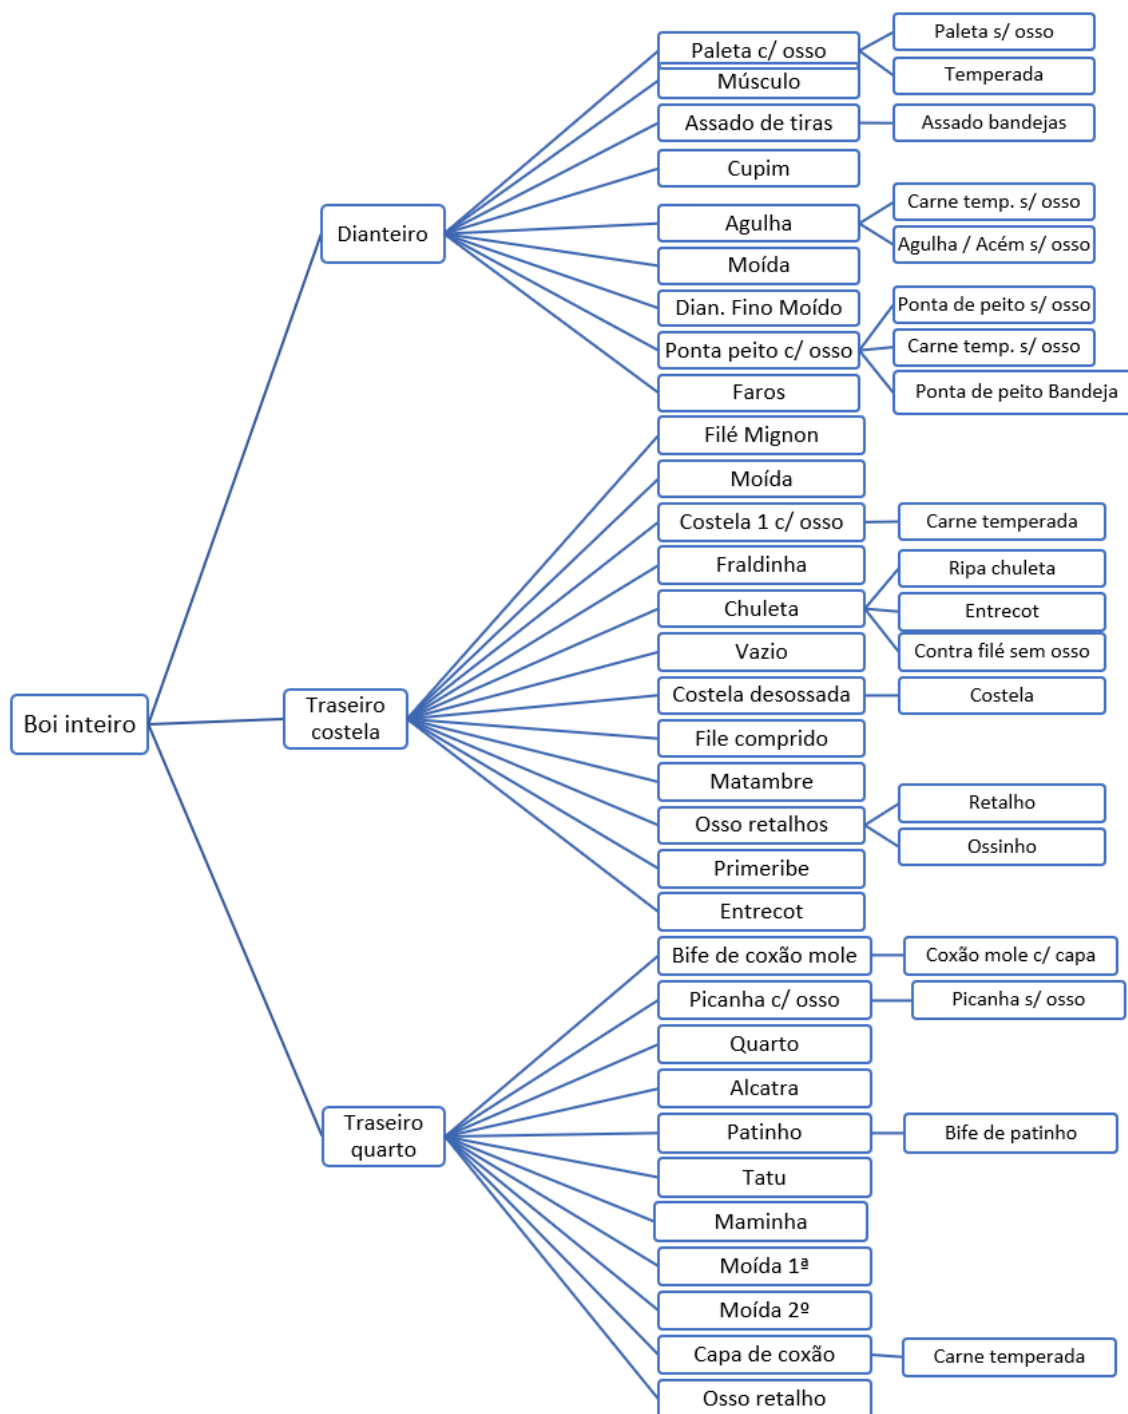 Boi inteiro
Dianteiro
Paleta c/ osso
Paleta s/ osso
Temperada
Músculo
Assado de tiras
Assado bandejas
Cupim
Agulha
Carne temp. s/ osso
Agulha / Acém s/ osso
Moída
Dian. Fino Moído
Ponta peito c/ osso
Ponta de peito s/ osso
Carne temp. s/ osso
Ponta de peito Bandeja
Faros
Traseiro
costela
Filé Mignon
Moída
Costela 1 c/ osso
Carne temperada
Fraldinha
Chuleta
Ripa chuleta
Entrecot
Contra filé sem osso
Vazio
Costela desossada
Costela
File comprido
Matambre
Osso retalhos
Retalho
Ossinho
Primeribe
Entrecot
Traseiro
quarto
Bife de coxão mole
Coxão mole c/ capa
Picanha c/ osso
Picanha s/ osso
Quarto
Alcatra
Patinho
Bife de patinho
Tatu
Maminha
Moída 1ª
Moída 2º
Capa de coxão
Carne temperada
Osso retalho